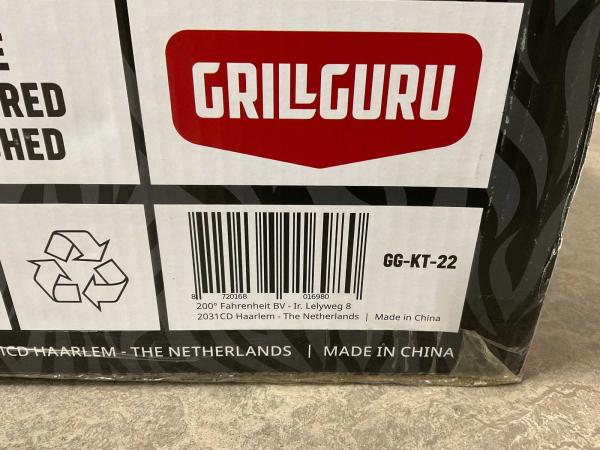 RED
HED
GRILLGURU
GG-KT-22
8 720168 016980
200° Fahrenheit BV - Ir. Lelyweg 8
2031CD Haarlem - The Netherlands | Made in China
1CD HAARLEM - THE NETHERLANDS | MADE IN CHINA